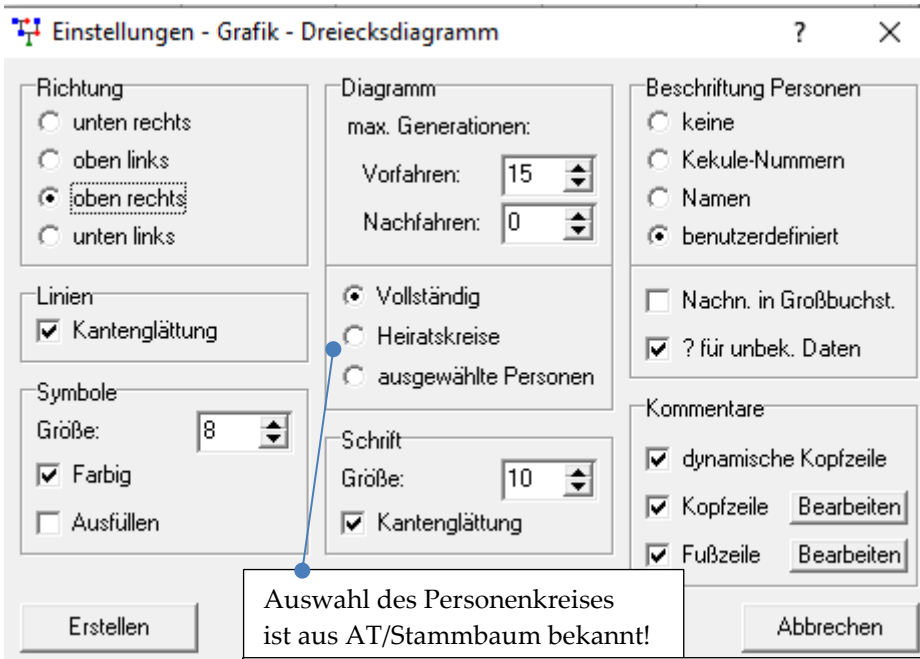 Einstellungen - Grafik - Dreiecksdiagramm ?
Richtung
unten rechts
oben links
oben rechts
unten links
Linien
Kantenglättung
Symbole
Größe: 8
Farbig
Ausfüllen
Diagramm
max. Generationen:
Vorfahren: 15
Nachfahren: 0
Vollständig
Heiratskreise
ausgewählte Personen
Schrift
Größe: 10
Kantenglättung
Beschriftung Personen
keine
Kekule-Nummern
Namen
benutzerdefiniert
Nachn. in Großbuchst.
? für unbek. Daten
Kommentare
dynamische Kopfzeile
Kopfzeile Bearbeiten
Fußzeile Bearbeiten
Erstellen
Auswahl des Personenkreises
ist aus AT/Stammbaum bekannt!
Abbrechen